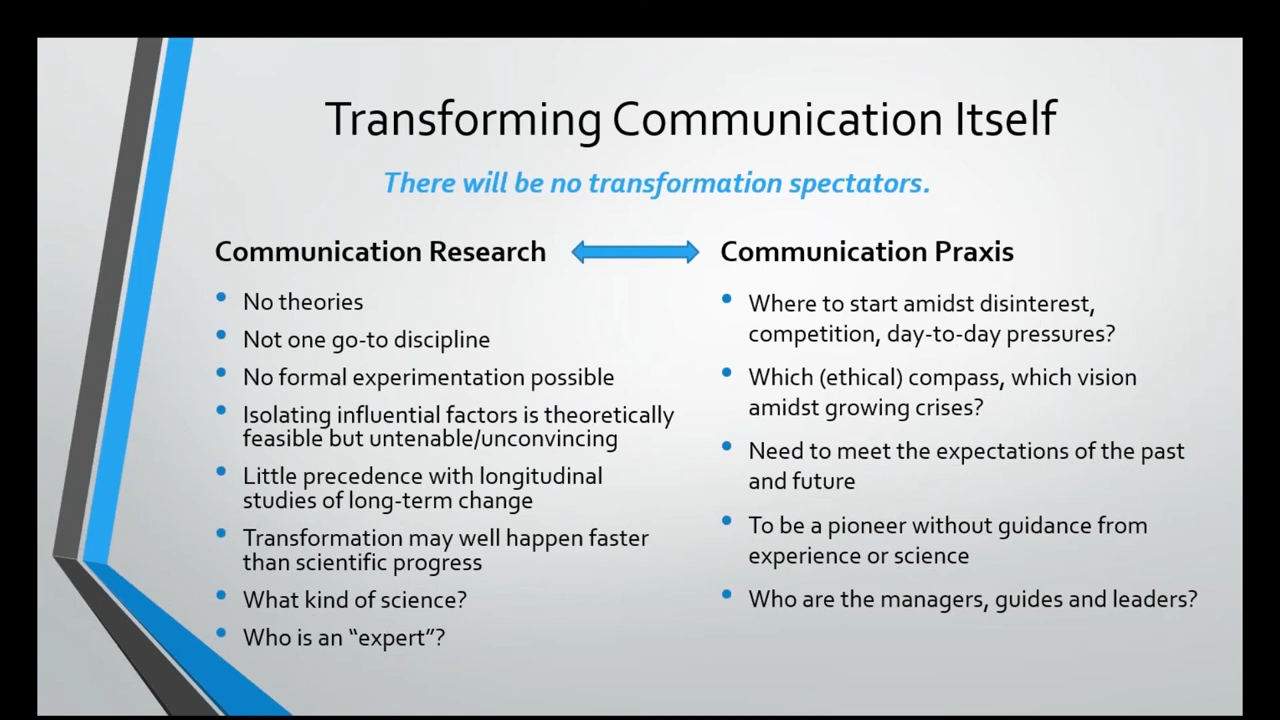 Transforming Communication Itself
There will be no transformation spectators.
Communication Research
No theories
Not one go-to discipline
No formal experimentation possible
Isolating influential factors is theoretically
feasible but untenable/unconvincing
Little precedence with longitudinal
studies of long-term change
Transformation may well happen faster
than scientific progress
What kind of science?
Who is an “expert”?
Communication Praxis
Where to start amidst disinterest,
competition, day-to-day pressures?
Which (ethical) compass, which vision
amidst growing crises?
Need to meet the expectations of the past
and future
To be a pioneer without guidance from
experience or science
Who are the managers, guides and leaders?